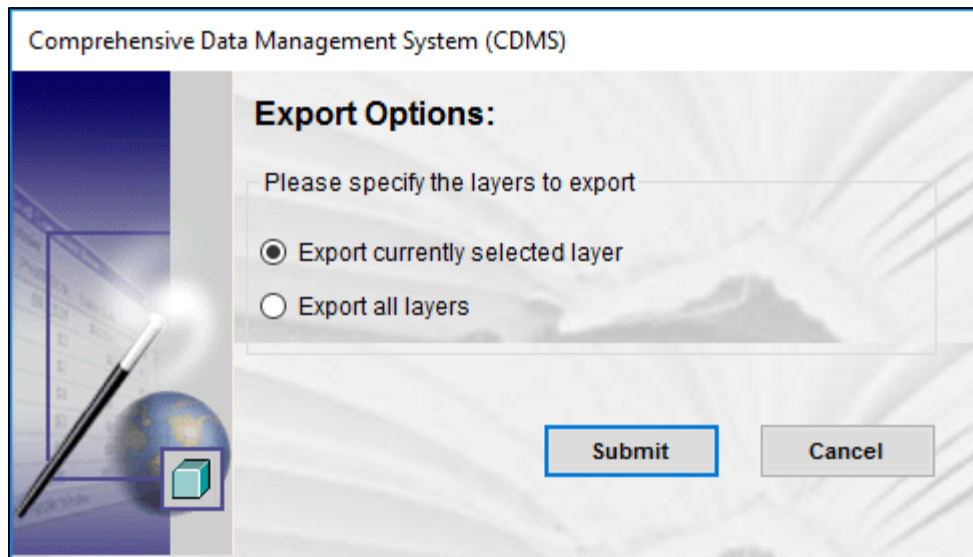 Comprehensive Data Management System (CDMS)
Export Options:
Please specify the layers to export
Export currently selected layer
Export all layers
Submit
Cancel